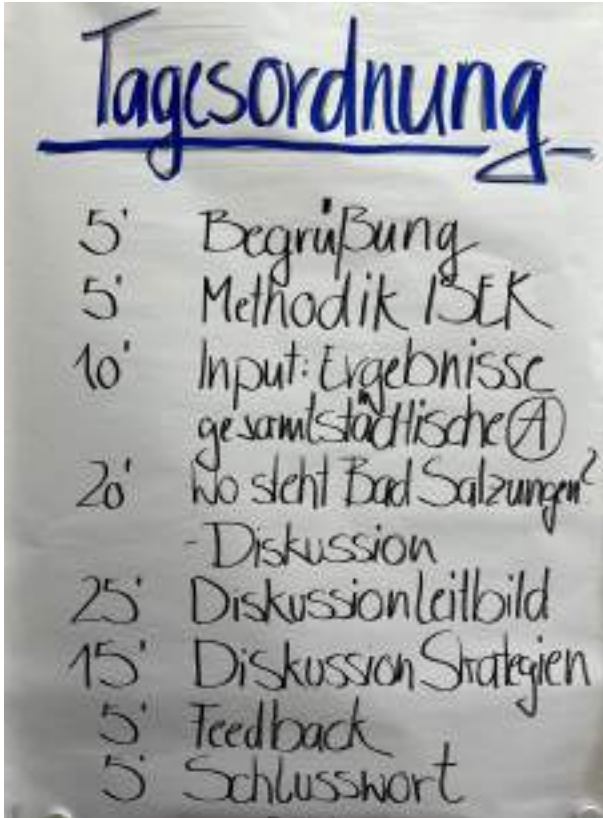 Tagesordnung
5' Begrüßung
5' Methodik ISEK
10' Input: Ergebnisse
gesamtstädtische Ⓐ
20' Wo steht Bad Salzungen?
- Diskussion
25' Diskussion Leitbild
15' Diskussion Strategien
5' Feedback
5' Schlusswort